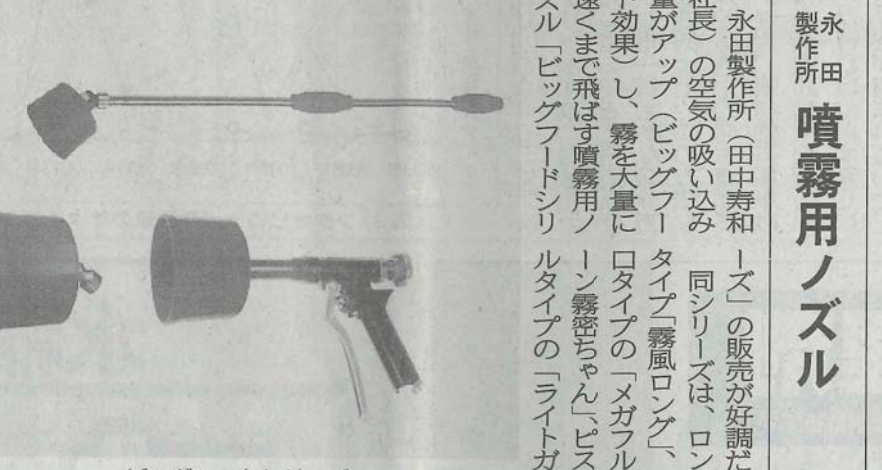 永田
製作所
噴霧用ノズル
永田製作所（田中寿和
社長）の空気の吸い込み
量がアップ（ビッグフー
ド効果）し、霧を大量に
遠くまで飛ばす噴霧用ノ
ズル「ビッグフードシリ
ーズ」の販売が好調だ
同シリーズは、ロン
タイプ「霧風ロング」、
ロタイプの「メガフル
ーン霧密ちゃん」、ピス
ルタイプの「ライトガ